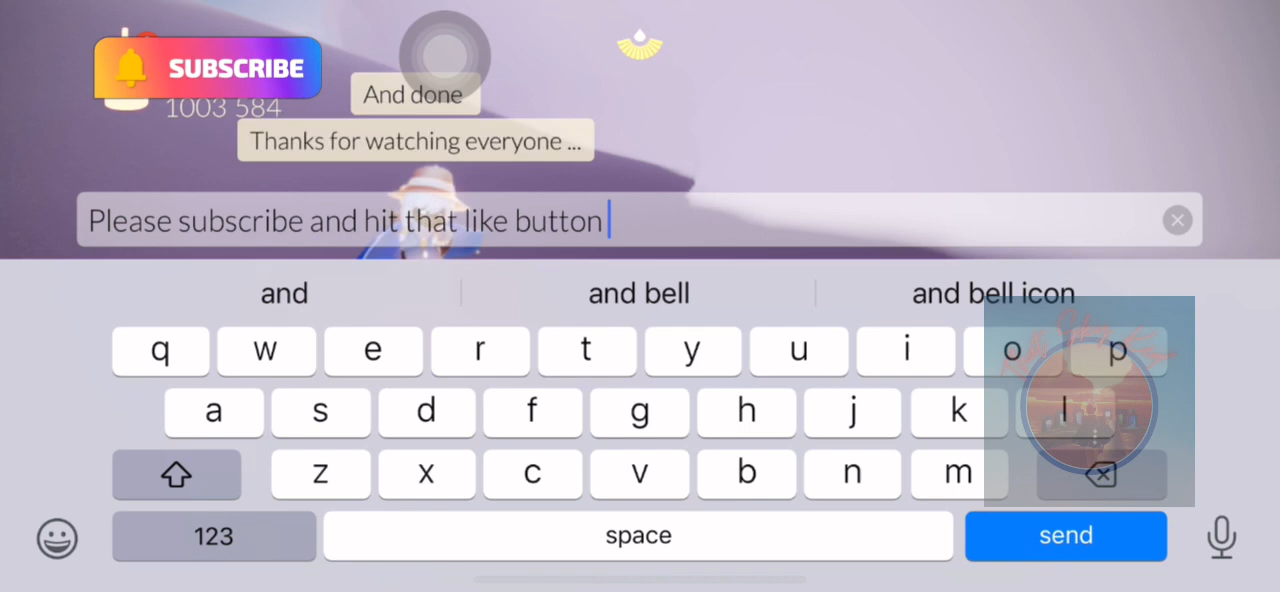 SUBSCRIBE
1003 584
And done
Thanks for watching everyone ...
Please subscribe and hit that like button
and and bell and bell icon
q w e r t y u i o p
a s d f g h j k l
z x c v b n m
123 space send